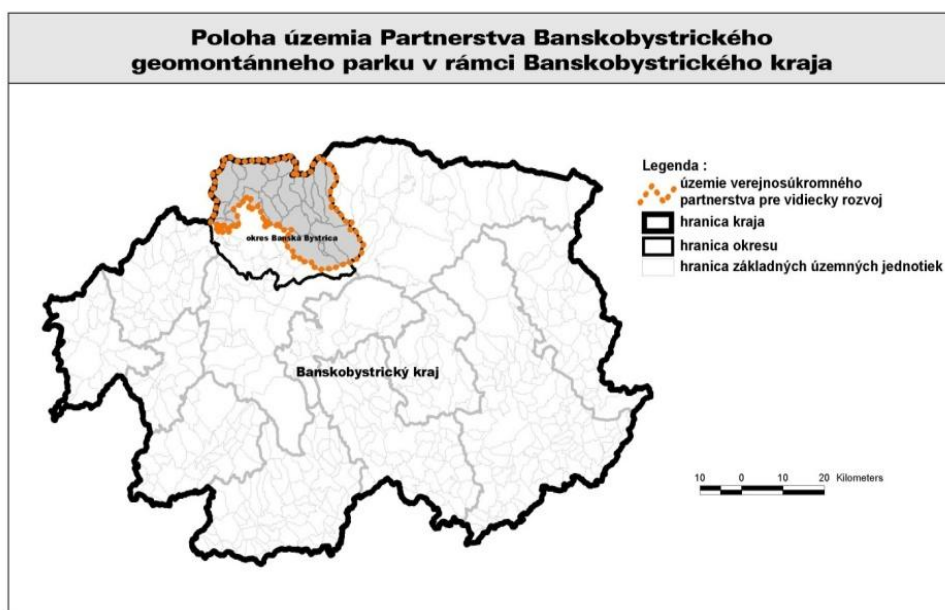 Poloha územia Partnerstva Banskobystrického
geomontánneho parku v rámci Banskobystrického kraja
Legenda :
územie verejnosúkromného
partnerstva pre vidiecky rozvoj
hranica kraja
hranica okresu
hranica základných územných jednotiek
okres Banská Bystrica
Banskobystrický kraj
10 0 10 20 Kilometers